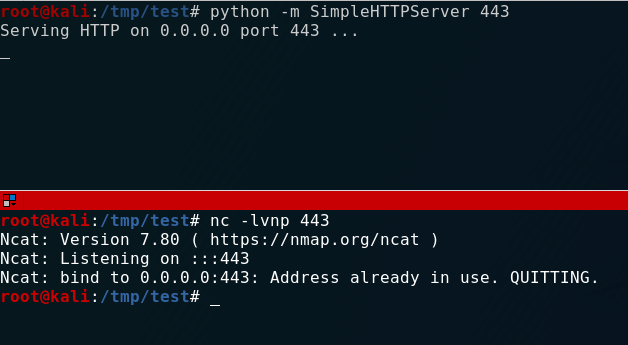 root@kali:/tmp/test# python -m SimpleHTTPServer 443
Serving HTTP on 0.0.0.0 port 443 ...
root@kali:/tmp/test# nc -lvnp 443
Ncat: Version 7.80 ( https://nmap.org/ncat )
Ncat: Listening on :::443
Ncat: bind to 0.0.0.0:443: Address already in use. QUITTING.
root@kali:/tmp/test# _